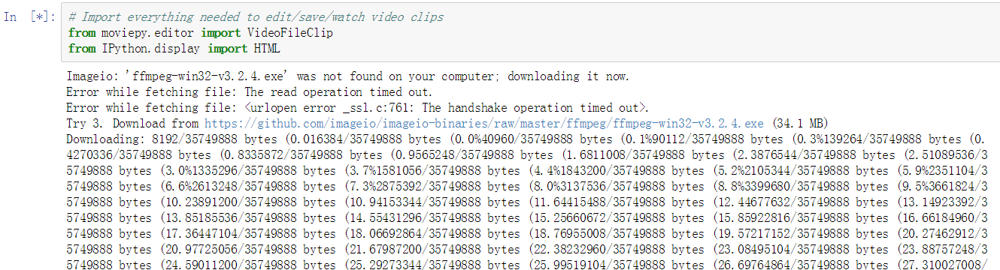 In [*]: # Import everything needed to edit/save/watch video clips
from moviepy.editor import VideoFileClip
from IPython.display import HTML
Imageio: 'ffmpeg-win32-v3.2.4.exe' was not found on your computer; downloading it now.
Error while fetching file: The read operation timed out.
Error while fetching file: <urlopen error _ssl.c:761: The handshake operation timed out>.
Try 3. Download from https://github.com/imageio/imageio-binaries/raw/master/ffmpeg/ffmpeg-win32-v3.2.4.exe (34.1 MB)
Downloading: 8192/35749888 bytes (0.016384/35749888 bytes (0.0%40960/35749888 bytes (0.1%90112/35749888 bytes (0.3%139264/35749888 bytes (0.
4270336/35749888 bytes (0.8335872/35749888 bytes (0.9565248/35749888 bytes (1.6811008/35749888 bytes (2.3876544/35749888 bytes (2.51089536/3
5749888 bytes (3.0%1335296/35749888 bytes (3.7%1581056/35749888 bytes (4.4%1843200/35749888 bytes (5.2%2105344/35749888 bytes (5.9%2351104/3
5749888 bytes (6.6%2613248/35749888 bytes (7.3%2875392/35749888 bytes (8.0%3137536/35749888 bytes (8.8%3399680/35749888 bytes (9.5%3661824/3
5749888 bytes (10.23891200/35749888 bytes (10.94153344/35749888 bytes (11.64415488/35749888 bytes (12.44677632/35749888 bytes (13.14923392/3
5749888 bytes (13.85185536/35749888 bytes (14.55431296/35749888 bytes (15.25660672/35749888 bytes (15.85922816/35749888 bytes (16.66184960/3
5749888 bytes (17.36447104/35749888 bytes (18.06692864/35749888 bytes (18.76955008/35749888 bytes (19.57217152/35749888 bytes (20.27462912/3
5749888 bytes (20.97725056/35749888 bytes (21.67987200/35749888 bytes (22.38232960/35749888 bytes (23.08495104/35749888 bytes (23.88757248/3
5749888 bytes (24.59011200/35749888 bytes (25.29273344/35749888 bytes (25.99519104/35749888 bytes (26.69764864/35749888 bytes (27.310027008/